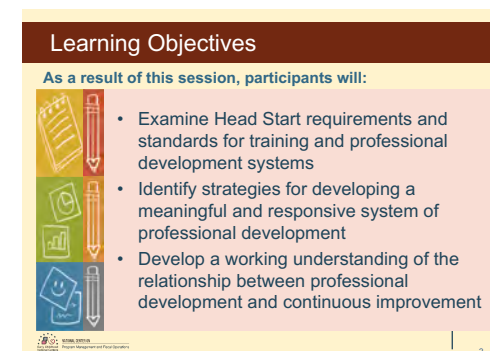 Learning Objectives
As a result of this session, participants will:
• Examine Head Start requirements and
standards for training and professional
development systems
• Identify strategies for developing a
meaningful and responsive system of
professional development
• Develop a working understanding of the
relationship between professional
development and continuous improvement
NATIONAL CENTER ON
Program Management and Fiscal Operations